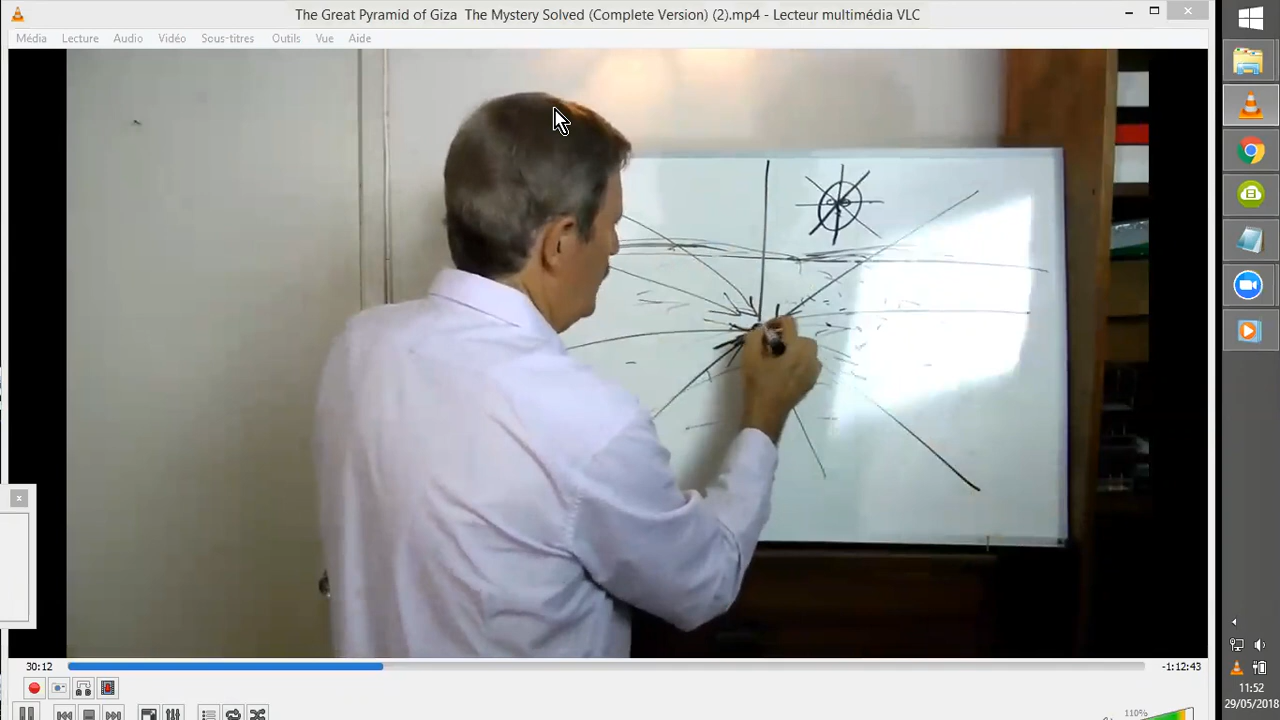 The Great Pyramid of Giza The Mystery Solved (Complete Version) (2).mp4 - Lecteur multimédia VLC
Média Lecture Audio Vidéo Sous-titres Outils Vue Aide
30:12
-1:12:43
110%
11:52
29/05/2018